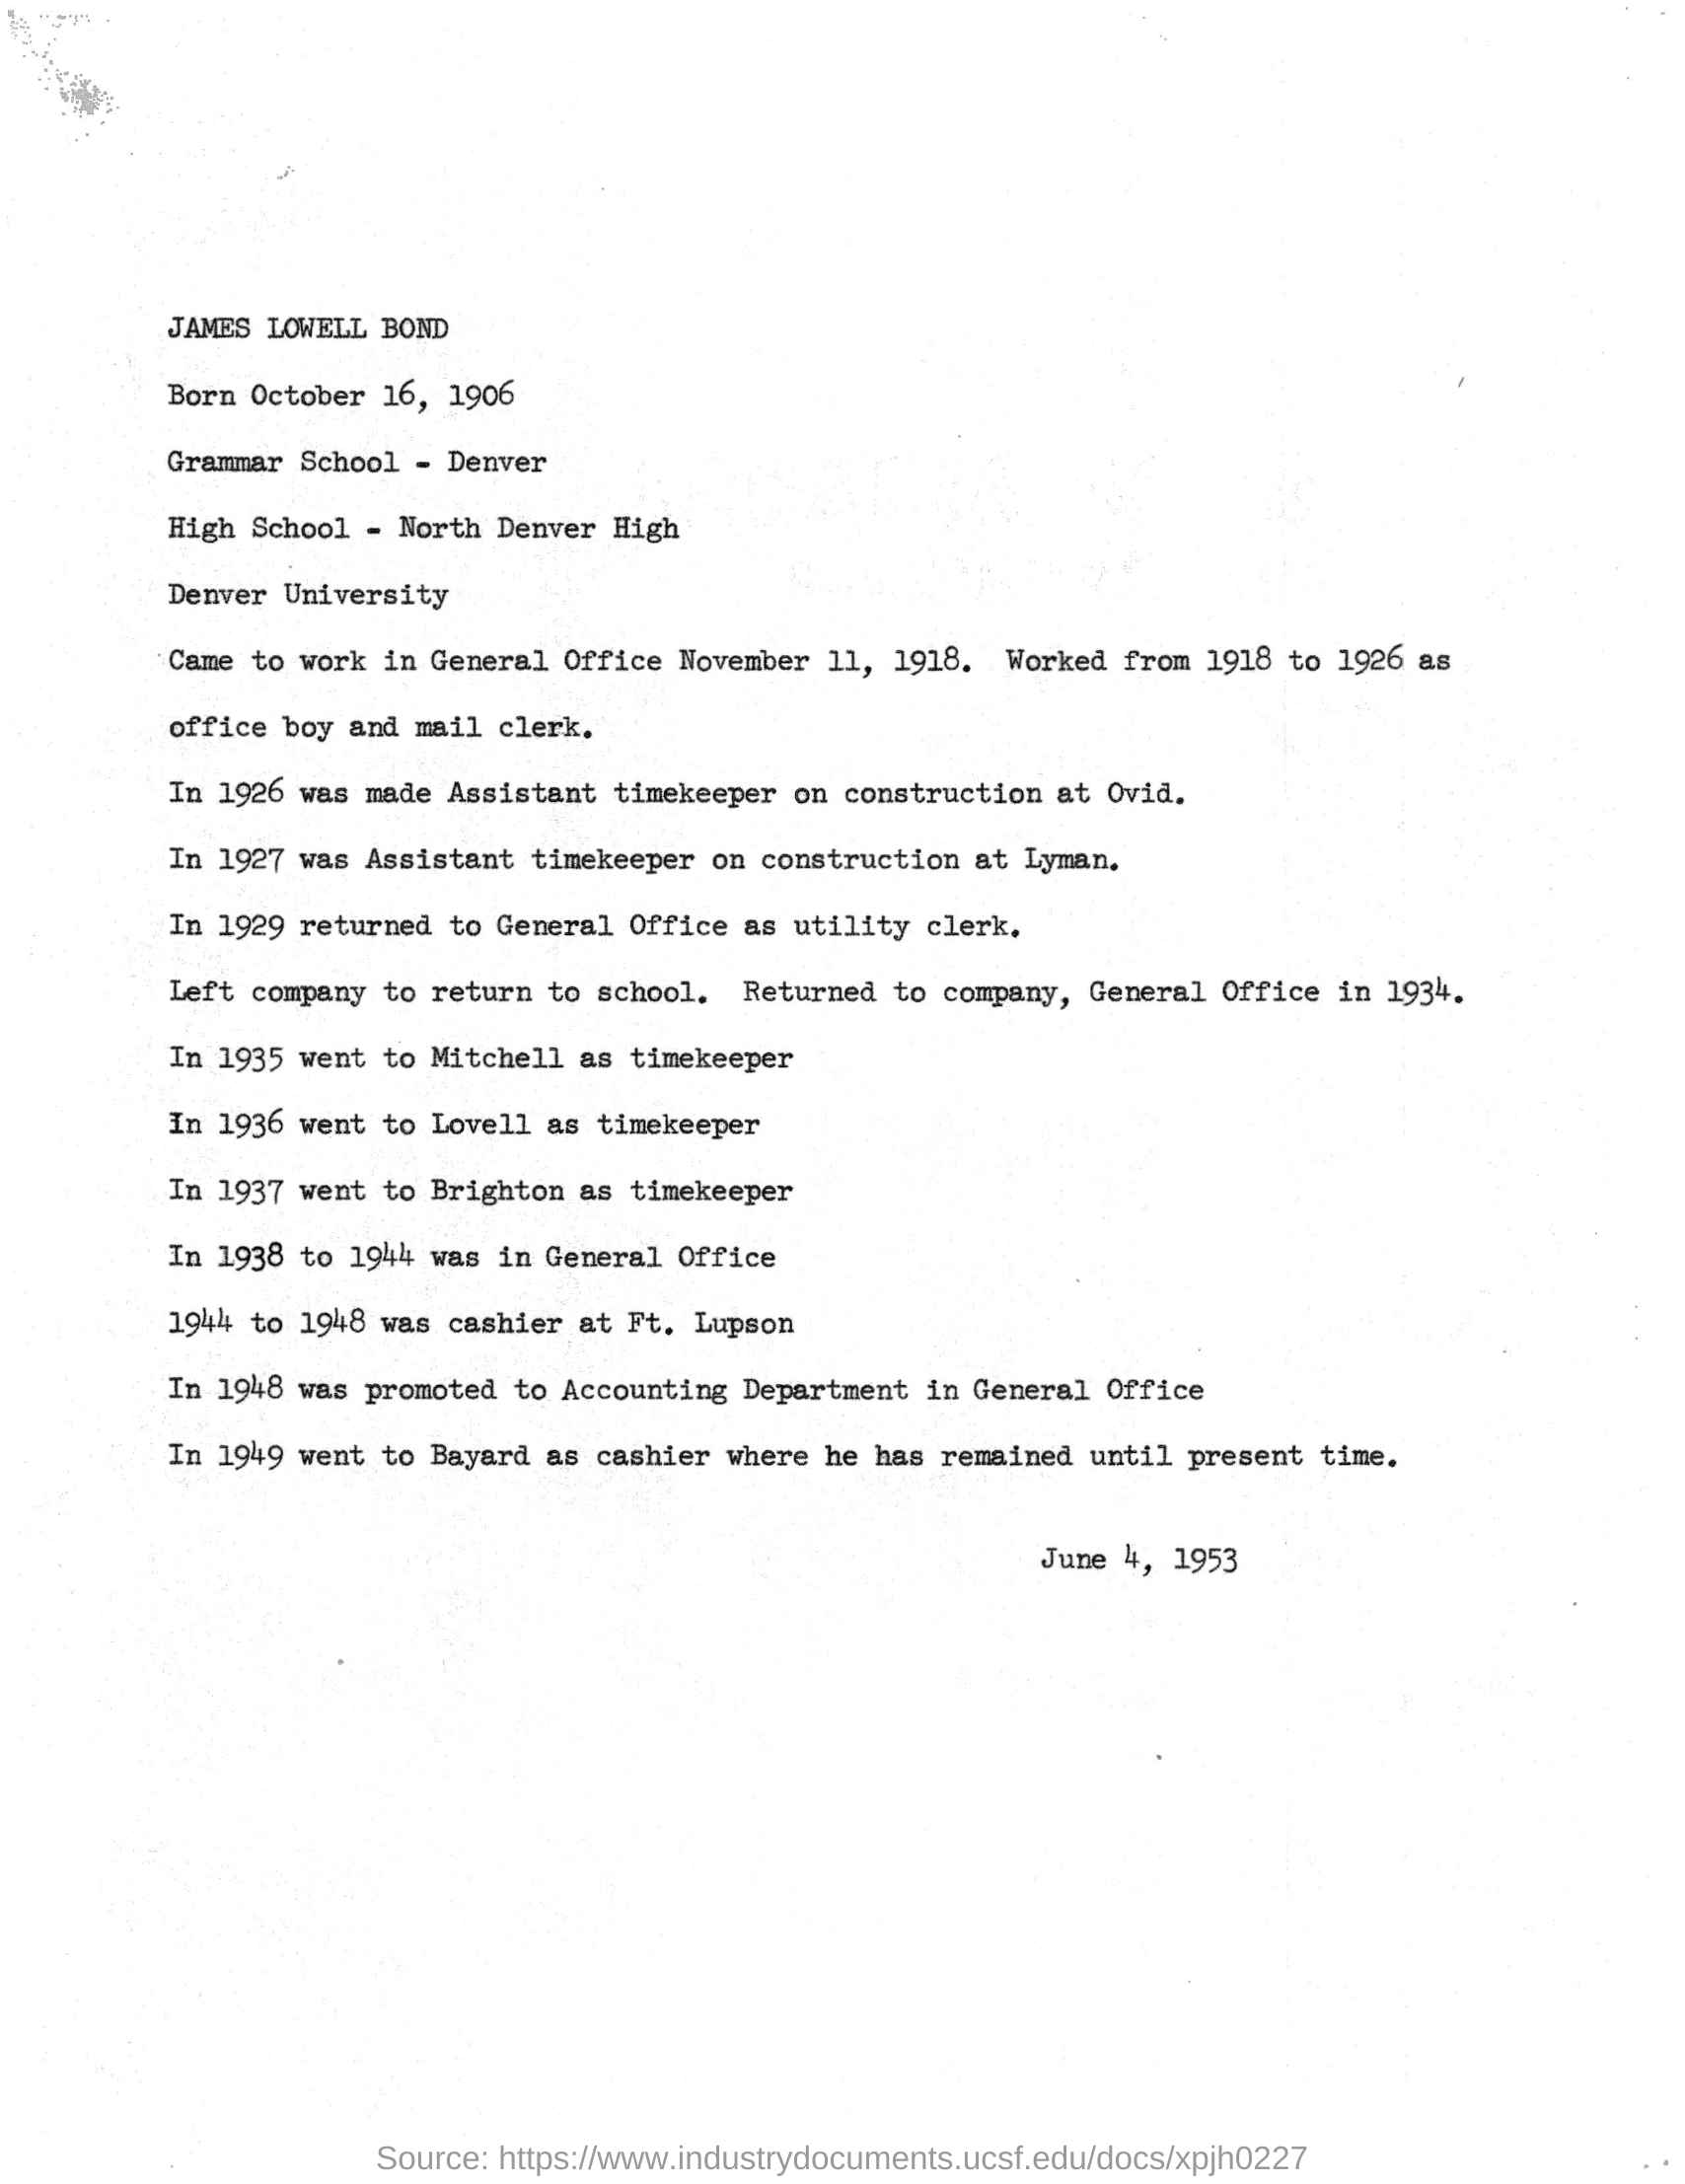 JAMES LOWELL BOND
Born October 16, 1906
Grammar School - Denver
High School - North Denver High
Denver University
Came to work in General Office November 11, 1918. Worked from 1918 to 1926 as
office boy and mail clerk.
In 1926 was made Assistant timekeeper on construction at Ovid.
In 1927 was Assistant timekeeper on construction at Lyman.
In 1929 returned to General Office as utility clerk.
Left company to return to school. Returned to company, General Office in 1934.
In 1935 went to Mitchell as timekeeper
In 1936 went to Lovell as timekeeper
In 1937 went to Brighton as timekeeper
In 1938 to 1944 was in General Office
1944 to 1948 was cashier at Ft. Lupson
In 1948 was promoted to Accounting Department in General Office
In 1949 went to Bayard as cashier where he has remained until present time.
June 4, 1953
Source: https://www.industrydocuments.ucsf.edu/docs/xpjh0227